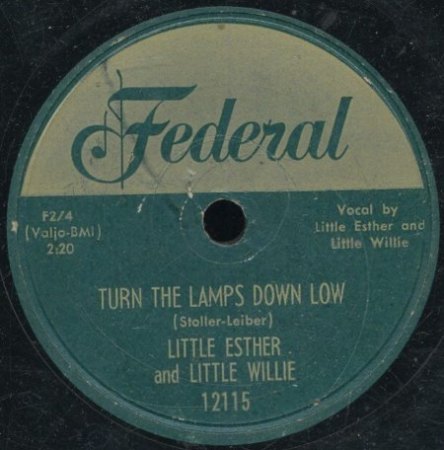 Federal
F2/4
(Valjo-BMI)
2:20
Vocal by
Little Esther and
Little Willie
TURN THE LAMPS DOWN LOW
(Stoller-Leiber)
LITTLE ESTHER
and LITTLE WILLIE
12115